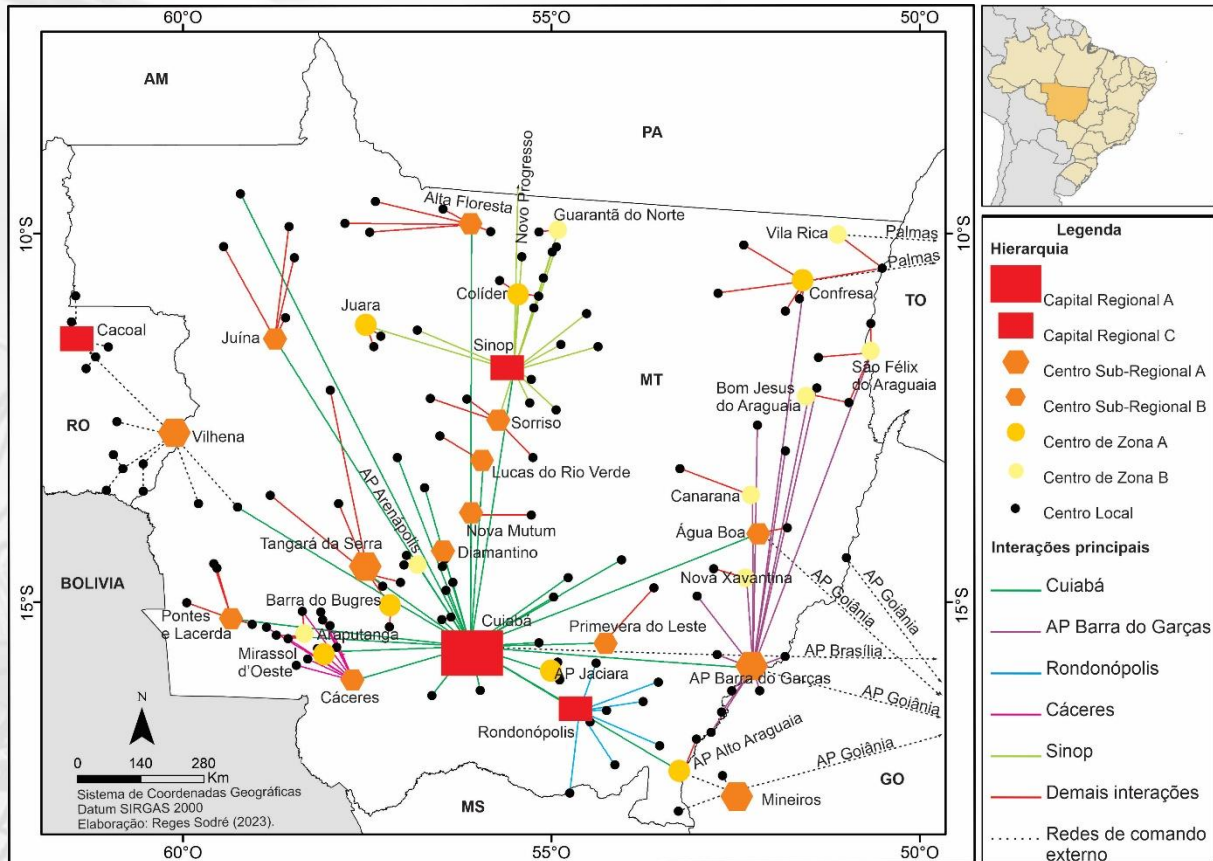 60°O
55°O
50°O
AM
PA
Novo Progresso
Alta Floresta
Guarantã do Norte
10°S
Vila Rica
Palmas
10°S
Palmas
Colíder
Confresa
TO
Juara
Cacoal
Juína
Sinop
MT
São Félix
do Araguaia
Bom Jesus
do Araguaia
RO
Sorriso
Vilhena
Lucas do Rio Verde
AP Arenápolis
Canarana
Nova Mutum
Água Boa
Tangará da Serra
Diamantino
BOLIVIA
Nova Xavantina
AP Goiânia
AP Goiânia
15°S
Barra do Bugres
15°S
Pontes
e Lacerda
Araputanga
Cuiabá
Primevera do Leste
Mirassol
d'Oeste
AP Brasília
AP Jaciara
AP Barra do Garças
Cáceres
AP Goiânia
N
Rondonópolis
AP Alto Araguaia
AP Goiânia
0 140 280
Km
Sistema de Coordenadas Geográficas
Datum SIRGAS 2000
Elaboração: Reges Sodré (2023).
MS
Mineiros
GO
60°O
55°O
50°O
Legenda
Hierarquia
Capital Regional A
Capital Regional C
Centro Sub-Regional A
Centro Sub-Regional B
Centro de Zona A
Centro de Zona B
Centro Local
Interações principais
Cuiabá
AP Barra do Garças
Rondonópolis
Cáceres
Sinop
Demais interações
Redes de comando
externo